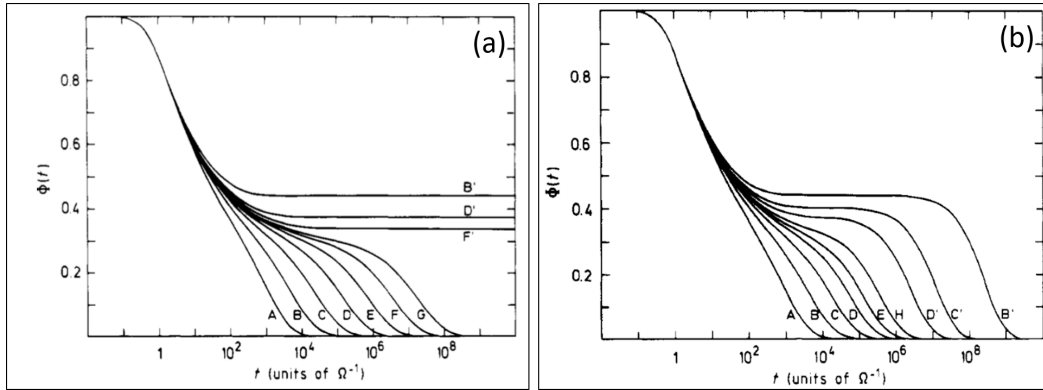 (a)
0.8
0.6
0.4
0.2
Φ(t)
B'
D'
F'
A B C D E F G
1 10² 10⁴ 10⁶ 10⁸
t (units of Ω⁻¹)
(b)
0.8
0.6
0.4
0.2
Φ(t)
A B C D E H D' C' B'
1 10² 10⁴ 10⁶ 10⁸
t (units of Ω⁻¹)